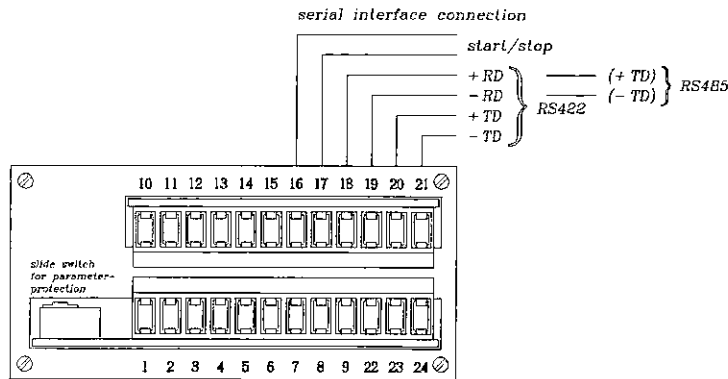 serial interface connection
start/stop
+ RD (+ TD)
- RD (- TD)
RS485
+ TD
RS422
- TD
10 11 12 13 14 15 16 17 18 19 20 21
slide switch
for parameter-
protection
1 2 3 4 5 6 7 8 9 22 23 24